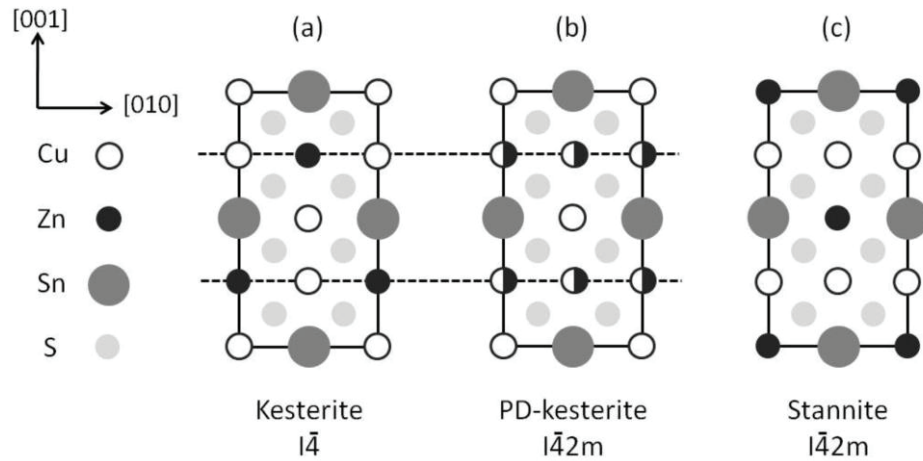 [001]
(a)
(b)
(c)
[010]
Cu
Zn
Sn
S
Kesterite
PD-kesterite
Stannite
I4̄
I4̄2m
I4̄2m